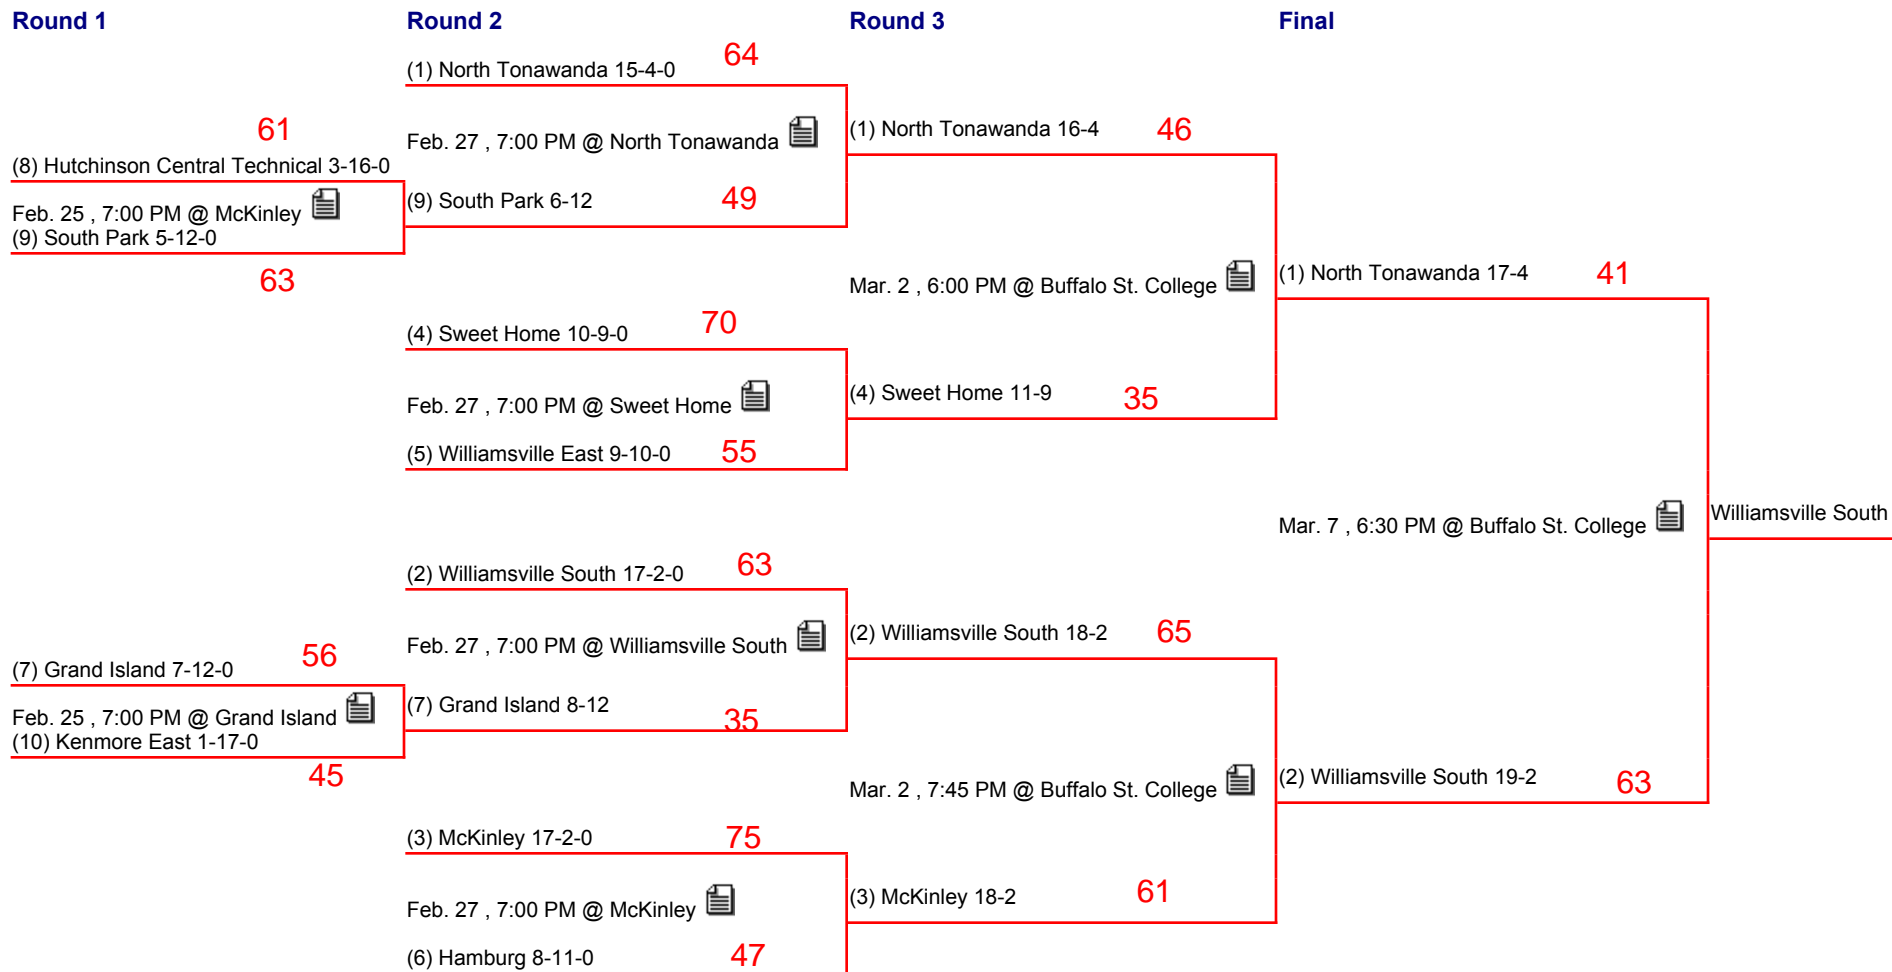 Round 1
Round 2
Round 3
Final
64
(1) North Tonawanda 15-4-0
61
Feb. 27 , 7:00 PM @ North Tonawanda
(1) North Tonawanda 16-4 46
(8) Hutchinson Central Technical 3-16-0
Feb. 25 , 7:00 PM @ McKinley
(9) South Park 5-12-0
63
(9) South Park 6-12 49
Mar. 2 , 6:00 PM @ Buffalo St. College
(1) North Tonawanda 17-4 41
(4) Sweet Home 10-9-0 70
Feb. 27 , 7:00 PM @ Sweet Home
(4) Sweet Home 11-9 35
(5) Williamsville East 9-10-0 55
Mar. 7 , 6:30 PM @ Buffalo St. College
Williamsville South
(2) Williamsville South 17-2-0 63
Feb. 27 , 7:00 PM @ Williamsville South
(2) Williamsville South 18-2 65
(7) Grand Island 7-12-0 56
Feb. 25 , 7:00 PM @ Grand Island
(10) Kenmore East 1-17-0
45
(7) Grand Island 8-12 35
Mar. 2 , 7:45 PM @ Buffalo St. College
(2) Williamsville South 19-2 63
(3) McKinley 17-2-0 75
Feb. 27 , 7:00 PM @ McKinley
(3) McKinley 18-2 61
(6) Hamburg 8-11-0 47